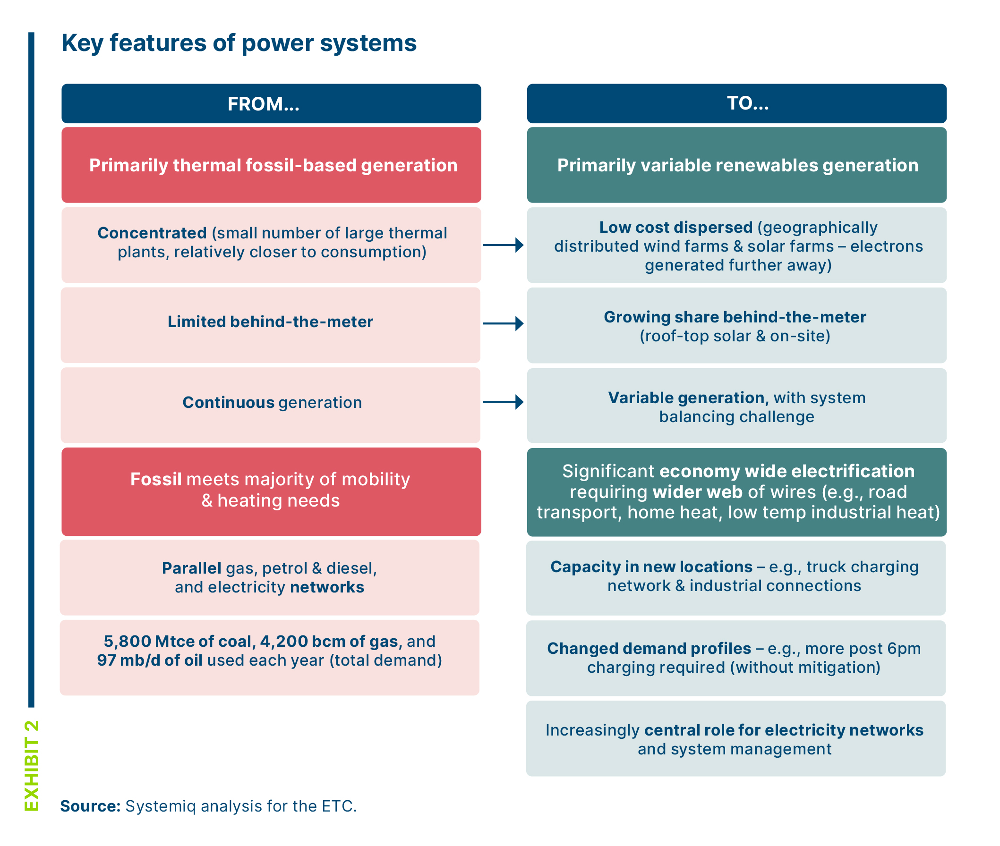 Key features of power systems
FROM...
TO...
Primarily thermal fossil-based generation
Primarily variable renewables generation
Concentrated (small number of large thermal
plants, relatively closer to consumption)
Low cost dispersed (geographically
distributed wind farms & solar farms – electrons
generated further away)
Limited behind-the-meter
Growing share behind-the-meter
(roof-top solar & on-site)
Continuous generation
Variable generation, with system
balancing challenge
Fossil meets majority of mobility
& heating needs
Significant economy wide electrification
requiring wider web of wires (e.g., road
transport, home heat, low temp industrial heat)
Parallel gas, petrol & diesel,
and electricity networks
Capacity in new locations – e.g., truck charging
network & industrial connections
5,800 Mtce of coal, 4,200 bcm of gas, and
97 mb/d of oil used each year (total demand)
Changed demand profiles – e.g., more post 6pm
charging required (without mitigation)
Increasingly central role for electricity networks
and system management
EXHIBIT 2
Source: Systemiq analysis for the ETC.